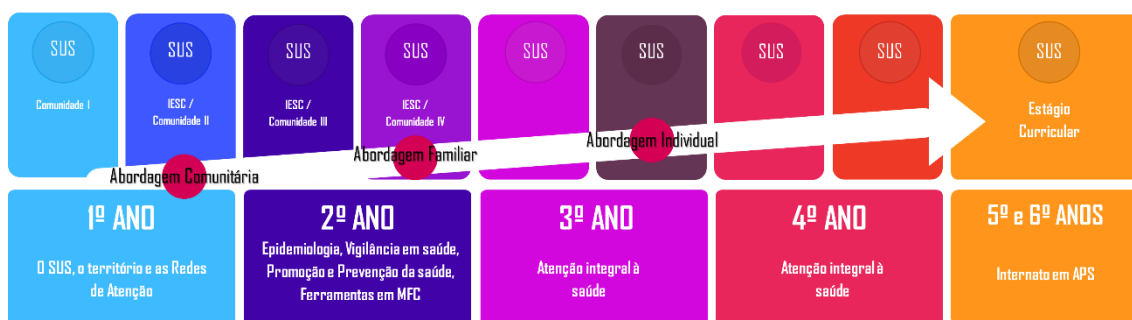 SUS
SUS
SUS
SUS
SUS
SUS
SUS
SUS
SUS
Comunidade I
IESC /
Comunidade II
IESC /
Comunidade III
IESC /
Comunidade IV
Estágio
Curricular
Abordagem Comunitária
Abordagem Familiar
Abordagem Individual
1º ANO
O SUS, o território e as Redes
de Atenção
2º ANO
Epidemiologia, Vigilância em saúde,
Promoção e Prevenção da saúde,
Ferramentas em MFC
3º ANO
Atenção integral à
saúde
4º ANO
Atenção integral à
saúde
5º e 6º ANOS
Internato em APS